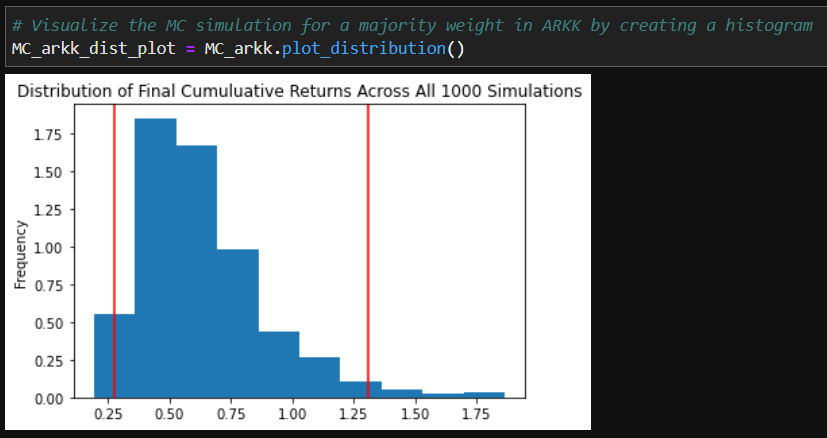 # Visualize the MC simulation for a majority weight in ARKK by creating a histogram
MC_arkk_dist_plot = MC_arkk.plot_distribution()
Distribution of Final Cumuluative Returns Across All 1000 Simulations
Frequency
1.75
1.50
1.25
1.00
0.75
0.50
0.25
0.00
0.25 0.50 0.75 1.00 1.25 1.50 1.75